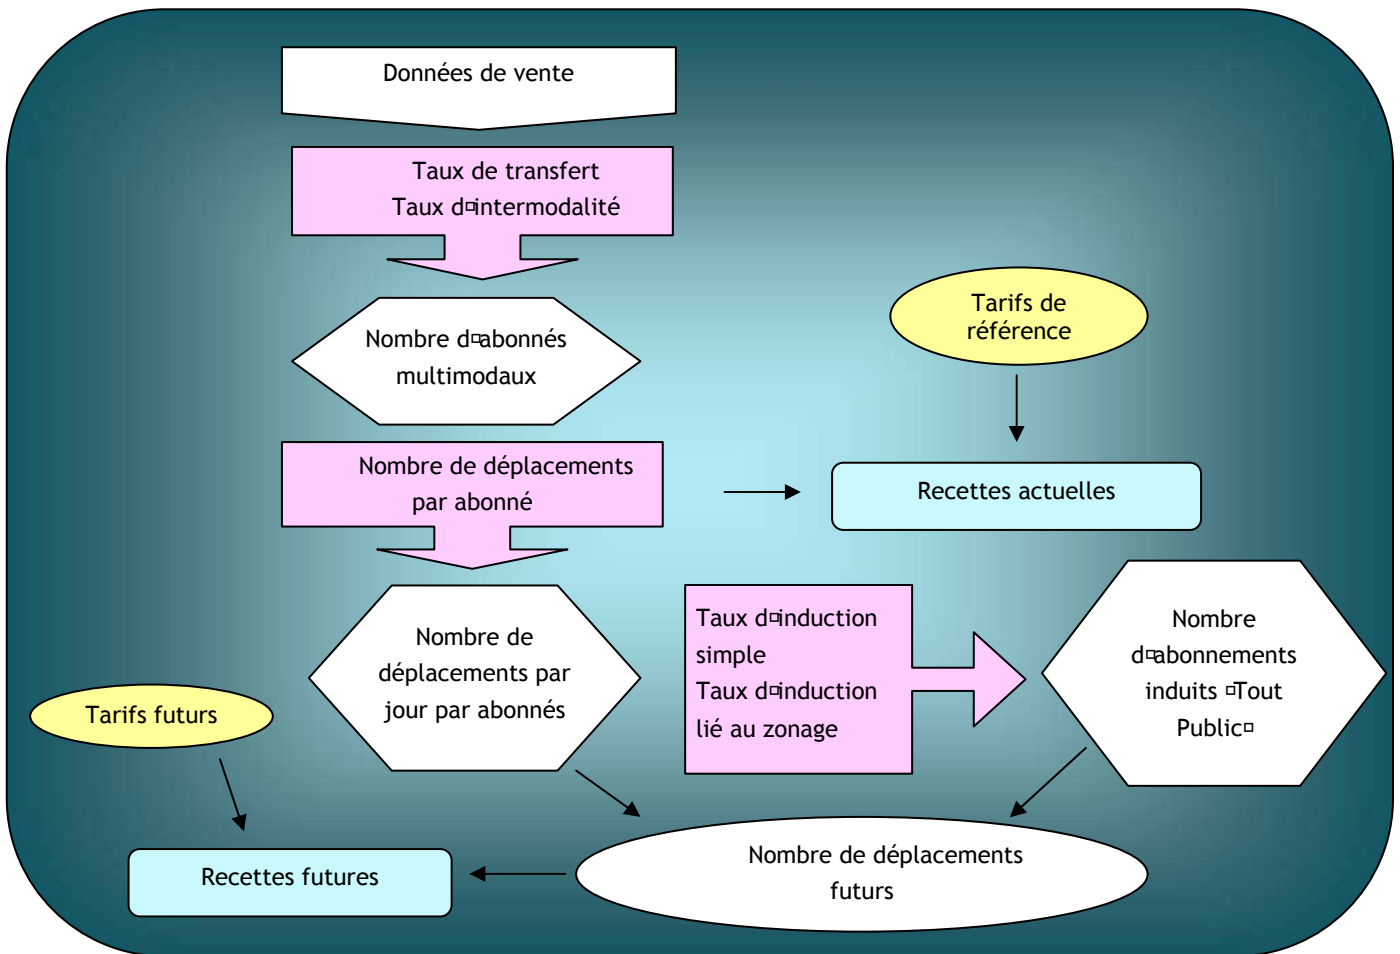 Données de vente
Taux de transfert
Taux d¤intermodalité
Nombre d¤abonnés
multimodaux
Tarifs de
référence
Nombre de déplacements
par abonné
Recettes actuelles
Nombre de
déplacements par
jour par abonnés
Taux d¤induction
simple
Taux d¤induction
lié au zonage
Nombre
d¤abonnements
induits ¤Tout
Public¤
Tarifs futurs
Nombre de déplacements
futurs
Recettes futures